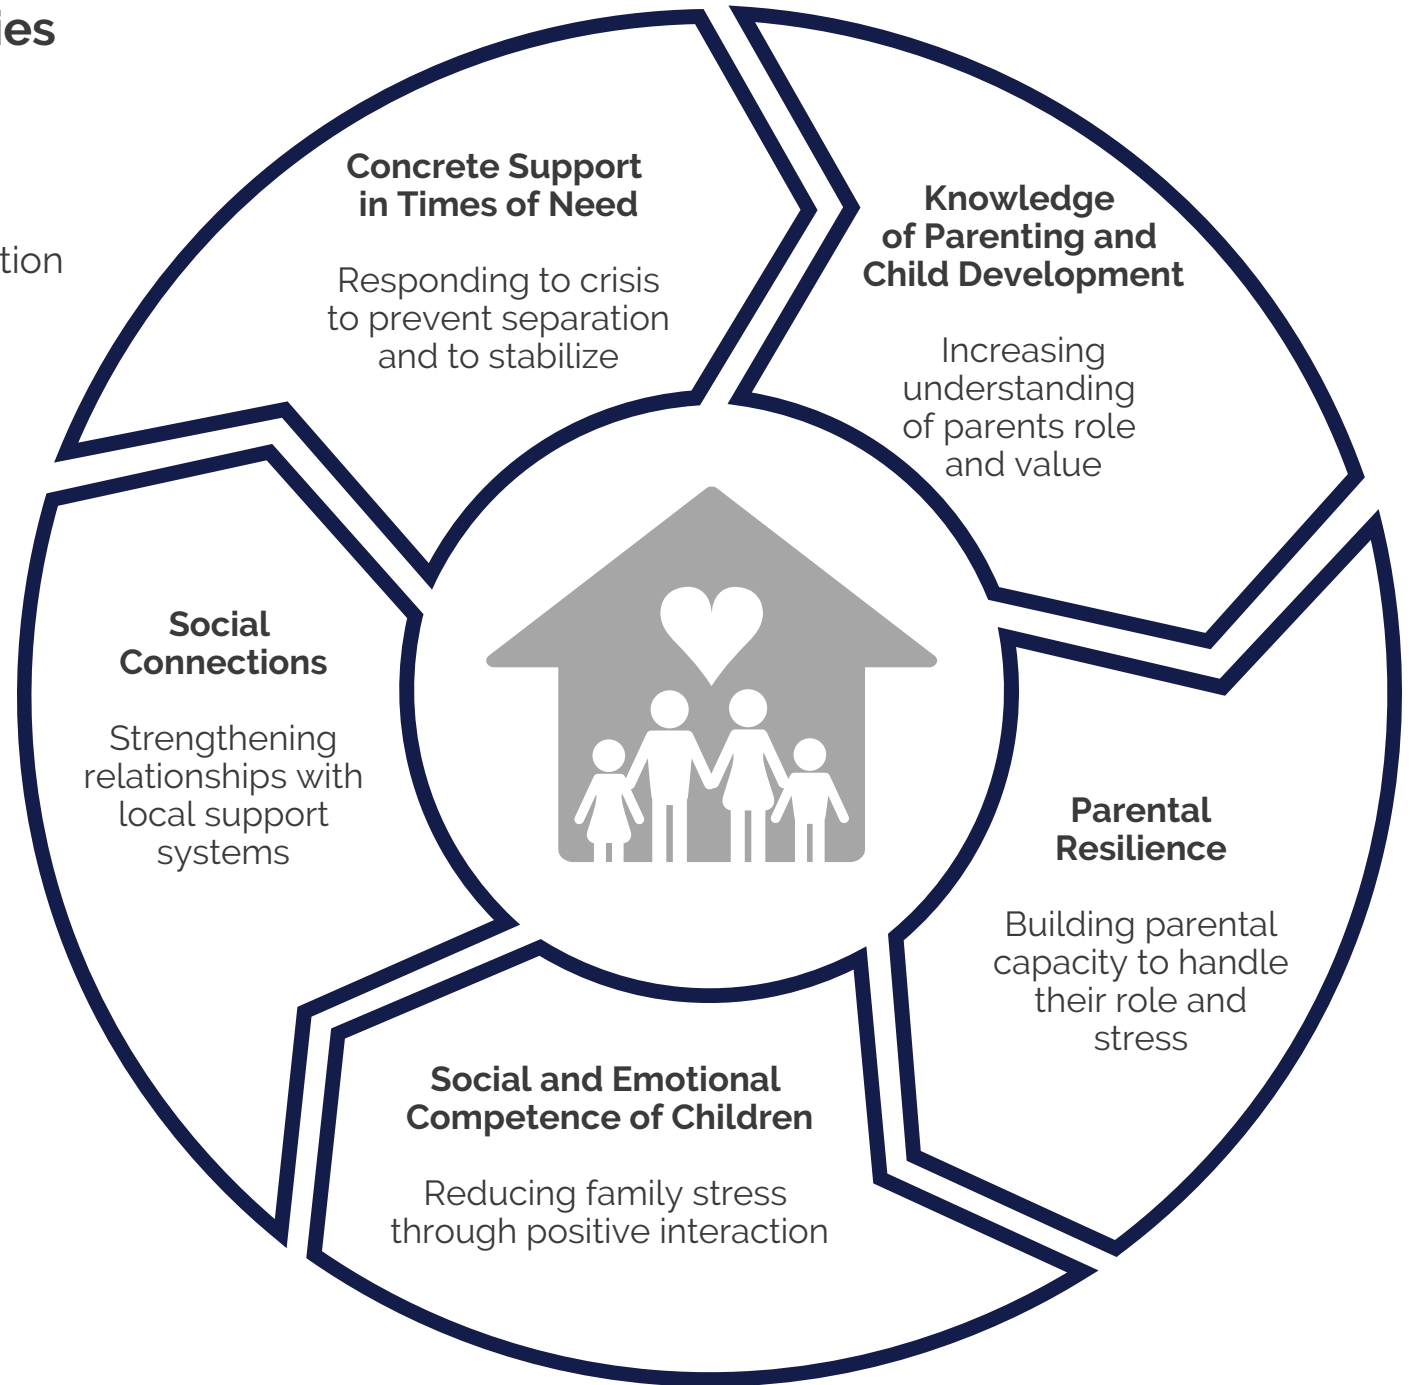 ies
tion
Concrete Support
in Times of Need
Responding to crisis
to prevent separation
and to stabilize
Knowledge
of Parenting and
Child Development
Increasing
understanding
of parents role
and value
Parental
Resilience
Building parental
capacity to handle
their role and
stress
Social and Emotional
Competence of Children
Reducing family stress
through positive interaction
Social
Connections
Strengthening
relationships with
local support
systems